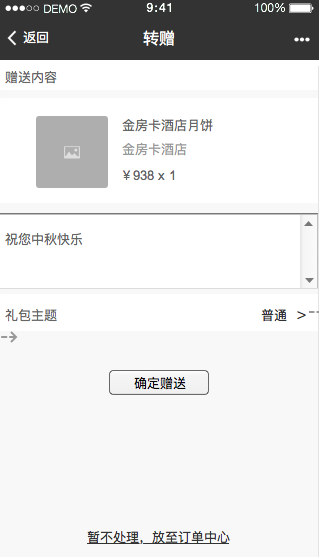 DEMO 9:41 100%
返回 转赠 •••
赠送内容
金房卡酒店月饼
金房卡酒店
￥938 x 1
祝您中秋快乐
礼包主题 普通 >
确定赠送
暂不处理，放至订单中心